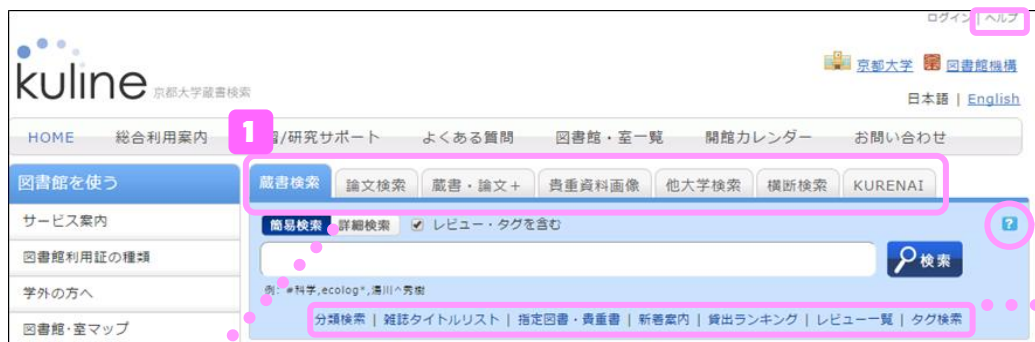 ログイン | ヘルプ
kuline 京都大学蔵書検索
京都大学 図書館機構
日本語 | English
HOME 総合利用案内 1 習/研究サポート よくある質問 図書館・室一覧 開館カレンダー お問い合わせ
図書館を使う
蔵書検索 論文検索 蔵書・論文+ 貴重資料画像 他大学検索 横断検索 KURENAI
サービス案内
簡易検索 詳細検索 レビュー・タグを含む ?
図書館利用証の種類
検索
学外の方へ
例: #科学,ecolog*,湯川^秀樹
図書館・室マップ
分類検索 | 雑誌タイトルリスト | 指定図書・貴重書 | 新着案内 | 貸出ランキング | レビュー一覧 | タグ検索